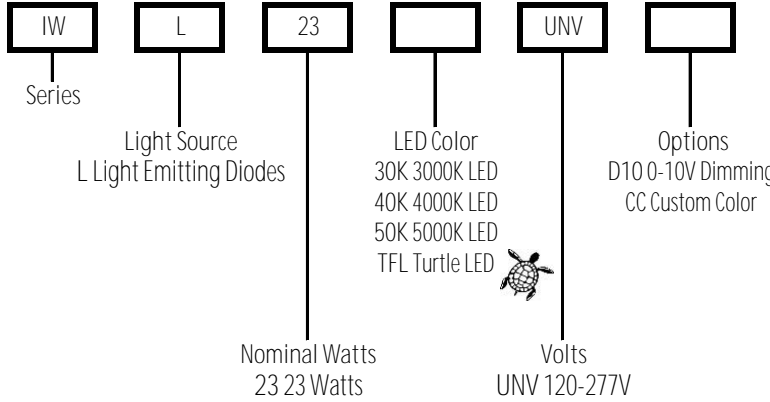 IW L 23 UNV
Series
Light Source
L Light Emitting Diodes
LED Color
30K 3000K LED
40K 4000K LED
50K 5000K LED
TFL Turtle LED
Options
D10 0-10V Dimming
CC Custom Color
Nominal Watts
23 23 Watts
Volts
UNV 120-277V